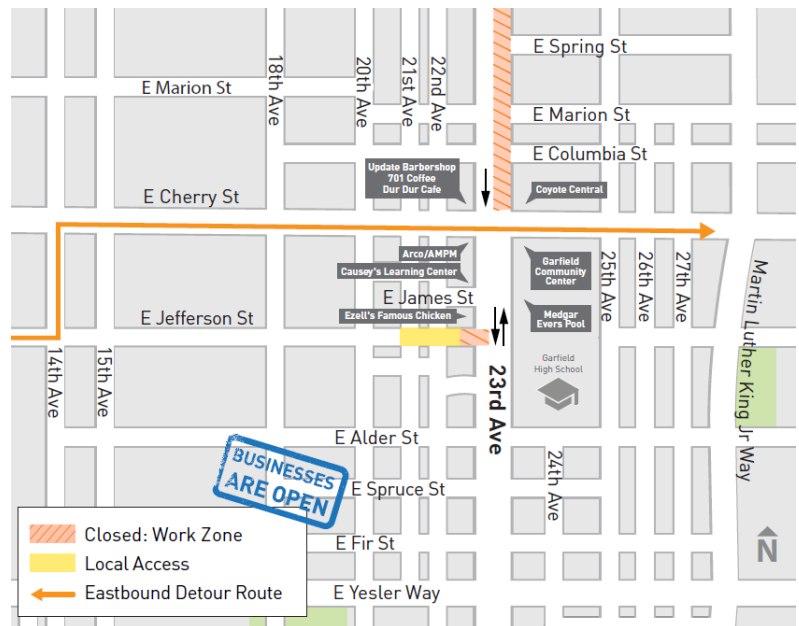 E Spring St
18th Ave
20th Ave
21st Ave
22nd Ave
E Marion St
E Marion St
E Columbia St
Update Barbershop
701 Coffee
Dur Dur Cafe
Coyote Central
E Cherry St
Arco/AMPM
Causey's Learning Center
Garfield
Community
Center
25th Ave
26th Ave
27th Ave
Martin Luther King Jr Way
E James St
Ezell's Famous Chicken
Medgar
Evers Pool
E Jefferson St
14th Ave
15th Ave
23rd Ave
Garfield
High School
E Alder St
BUSINESSES
ARE OPEN
24th Ave
E Spruce St
E Fir St
E Yesler Way
N
Closed: Work Zone
Local Access
Eastbound Detour Route